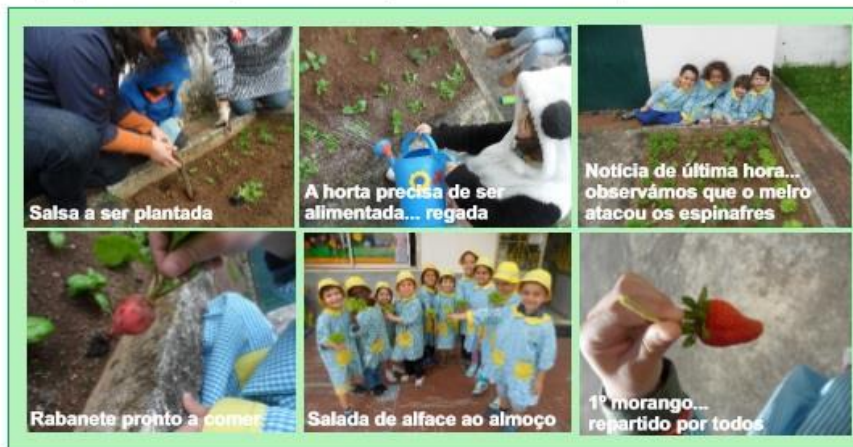 Salsa a ser plantada
A horta precisa de ser
alimentada... regada
Notícia de última hora...
observámos que o melro
atacou os espinafres
Rabanete pronto a comer
Salada de alface ao almoço
1º morango...
repartido por todos